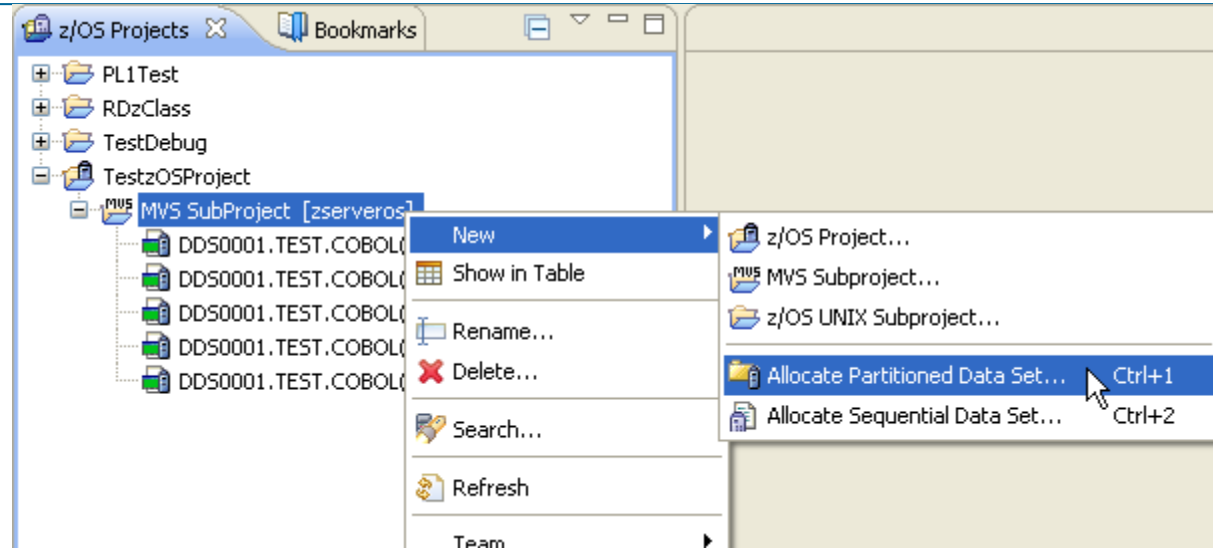 z/OS Projects Bookmarks
PL1Test
RDzClass
TestDebug
TestzOSProject
MVS MVS SubProject [zserveros]
DDS0001.TEST.COBOL(
DDS0001.TEST.COBOL(
DDS0001.TEST.COBOL(
DDS0001.TEST.COBOL(
DDS0001.TEST.COBOL(
New
Show in Table
Rename...
Delete...
Search...
Refresh
Team
z/OS Project...
MVS MVS Subproject...
z/OS UNIX Subproject...
Allocate Partitioned Data Set... Ctrl+1
Allocate Sequential Data Set... Ctrl+2